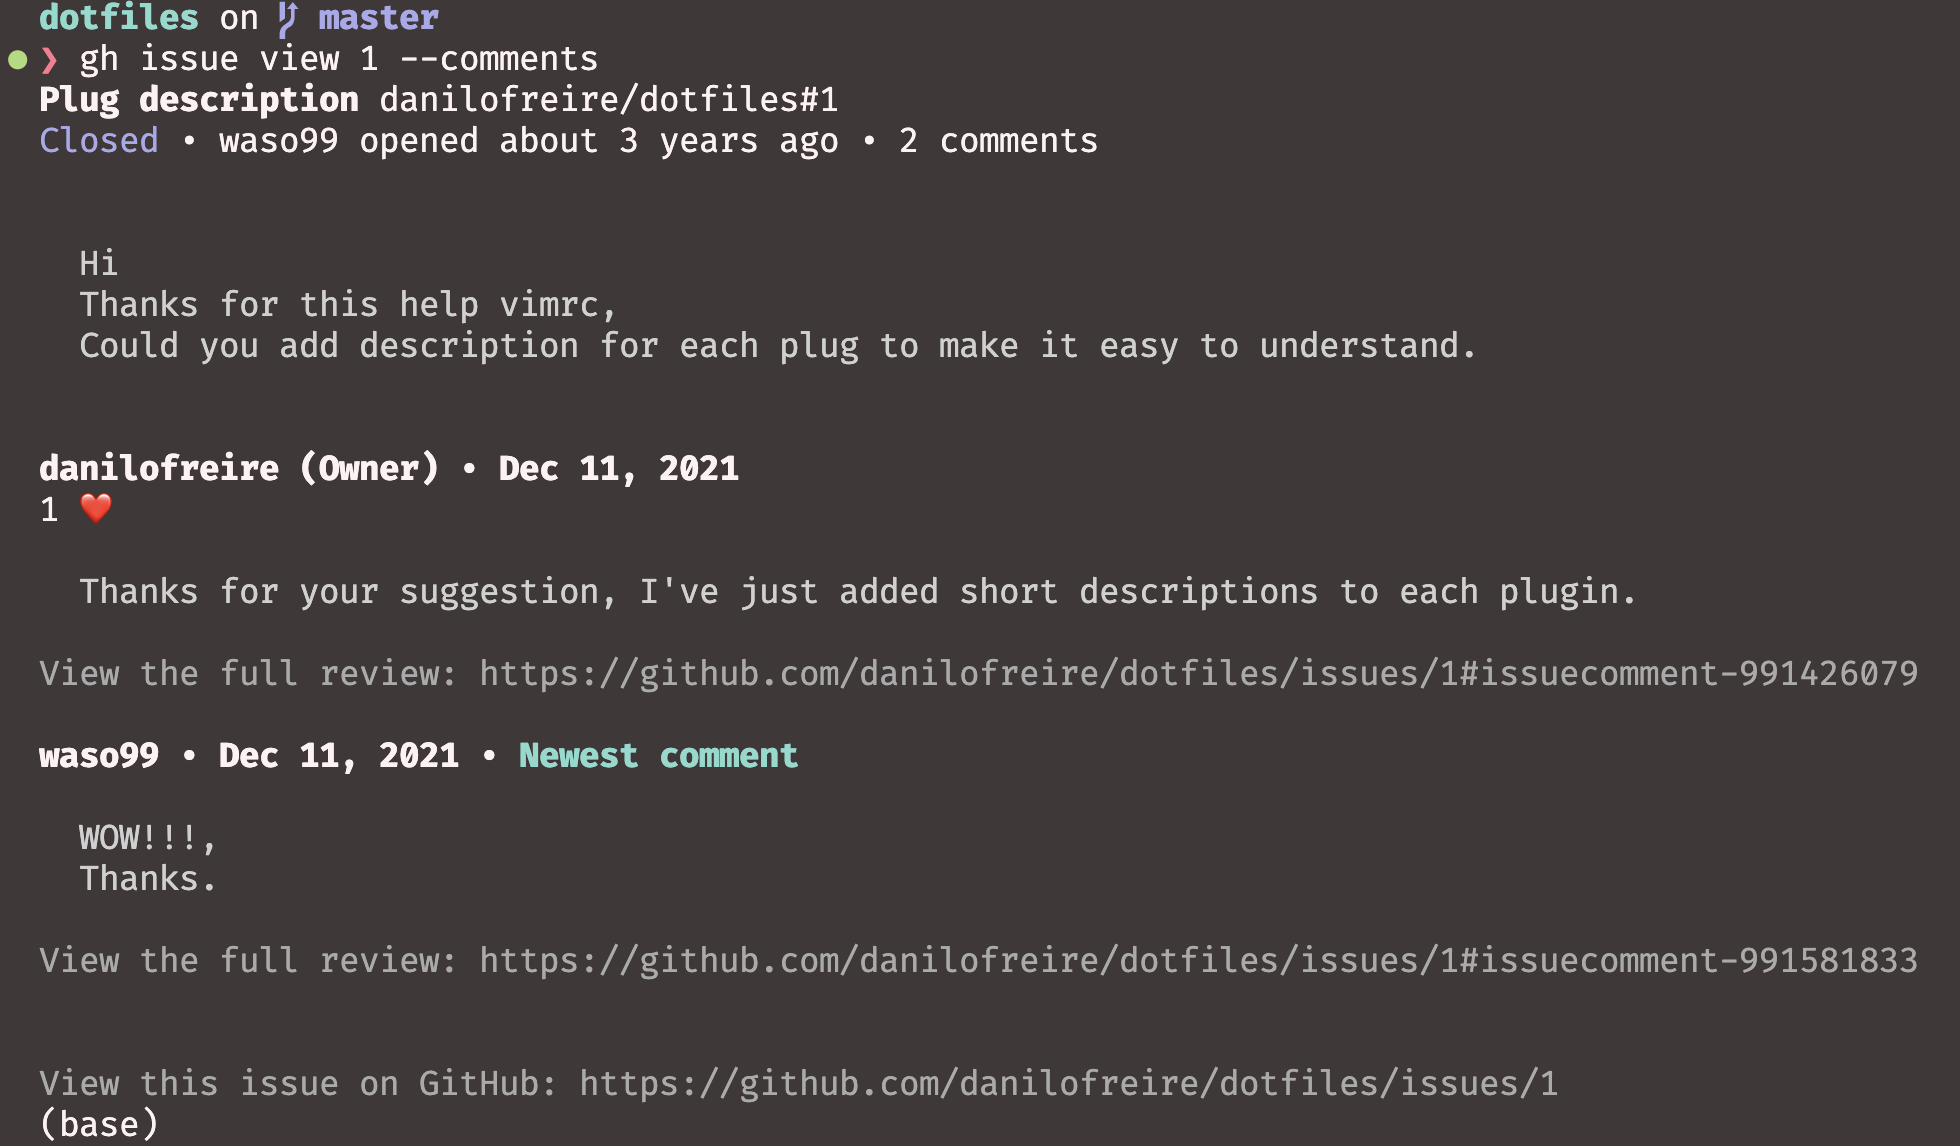 dotfiles on master
❯ gh issue view 1 --comments
Plug description danilofreire/dotfiles#1
Closed • waso99 opened about 3 years ago • 2 comments
Hi
Thanks for this help vimrc,
Could you add description for each plug to make it easy to understand.
danilofreire (Owner) • Dec 11, 2021
1 ❤️
Thanks for your suggestion, I've just added short descriptions to each plugin.
View the full review: https://github.com/danilofreire/dotfiles/issues/1#issuecomment-991426079
waso99 • Dec 11, 2021 • Newest comment
WOW!!!,
Thanks.
View the full review: https://github.com/danilofreire/dotfiles/issues/1#issuecomment-991581833
View this issue on GitHub: https://github.com/danilofreire/dotfiles/issues/1
(base)